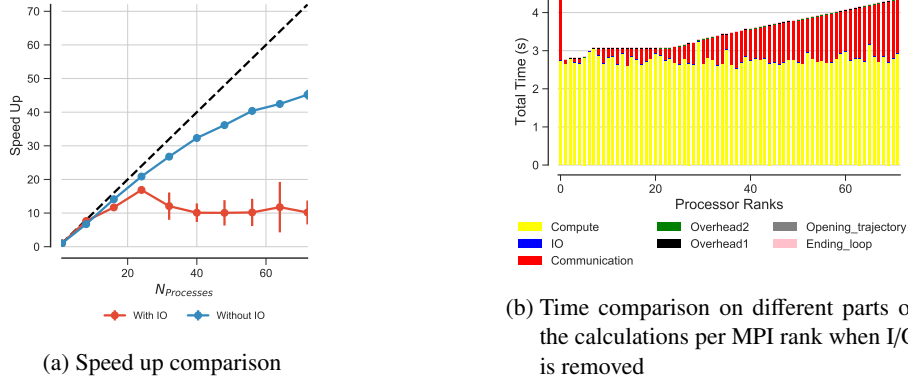 70
60
50
40
30
20
10
0
Speed Up
20
40
60
N_Processes
With IO
Without IO
(a) Speed up comparison
4
3
2
1
0
Total Time (s)
0
20
40
60
Processor Ranks
Compute
IO
Communication
Overhead2
Overhead1
Opening_trajectory
Ending_loop
(b) Time comparison on different parts o
the calculations per MPI rank when I/O
is removed